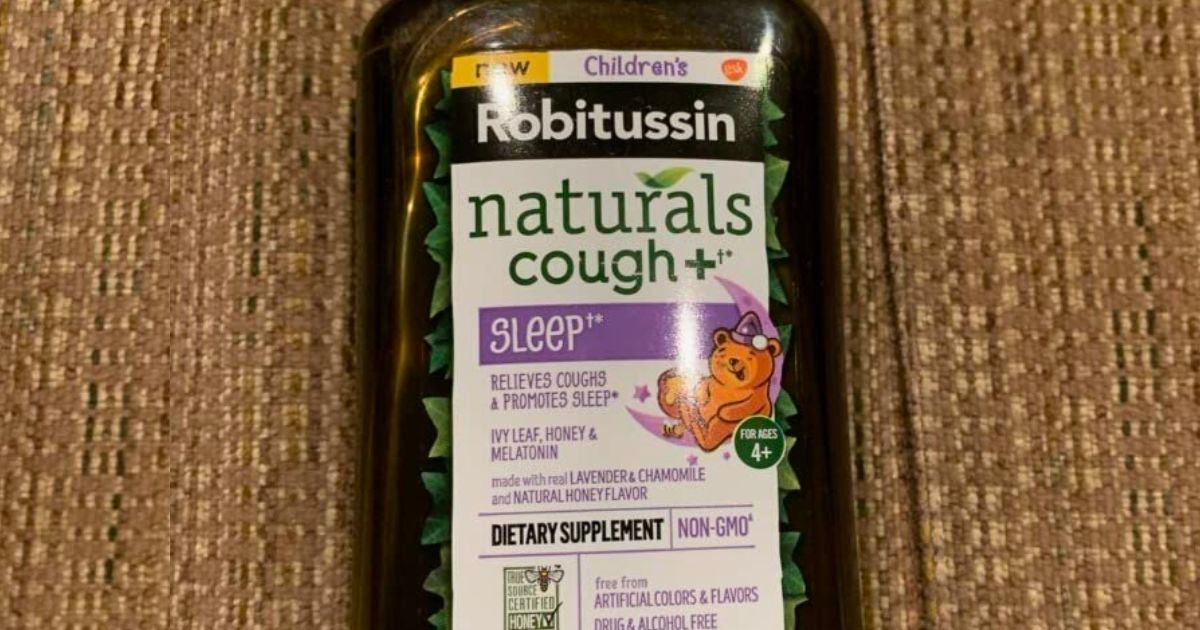 new Children's gsk
Robitussin
naturals
cough+†*
SLEEP†*
RELIEVES COUGHS
& PROMOTES SLEEP*
IVY LEAF, HONEY &
MELATONIN
FOR AGES
4+
made with real LAVENDER & CHAMOMILE
and NATURAL HONEY FLAVOR
DIETARY SUPPLEMENT NON-GMO
TRUE
SOURCE
CERTIFIED
HONEY
free from
ARTIFICIAL COLORS & FLAVORS
DRUG & ALCOHOL FREE